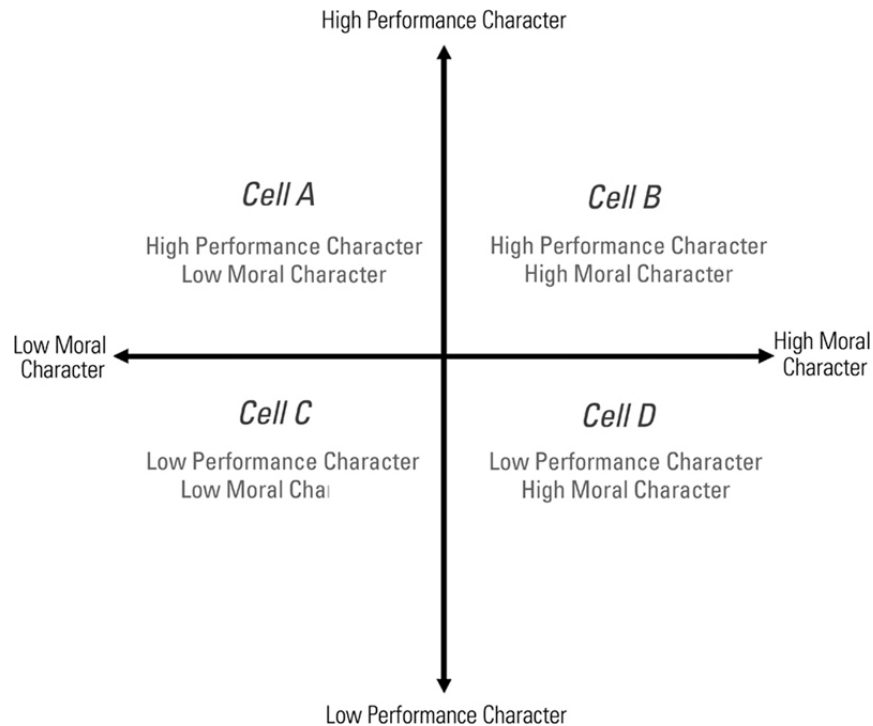 High Performance Character
Cell A
High Performance Character
Low Moral Character
Cell B
High Performance Character
High Moral Character
Low Moral
Character
High Moral
Character
Cell C
Low Performance Character
Low Moral Cha
Cell D
Low Performance Character
High Moral Character
Low Performance Character